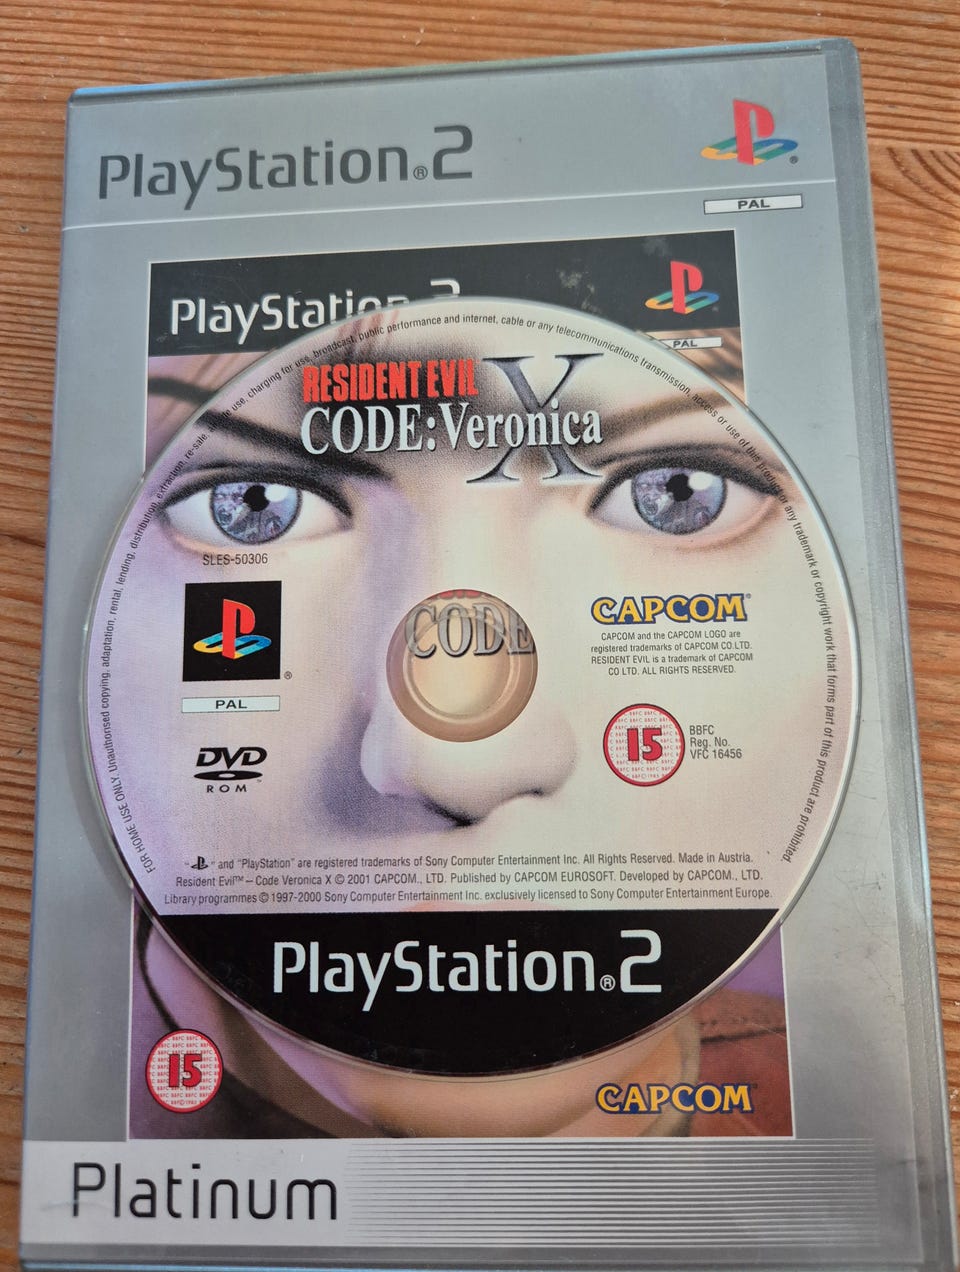 PlayStation®2
PAL
PlayStation 2
PAL
FOR HOME USE ONLY. Unauthorised copying, adaptation, rental, lending, distribution, extraction, re-sale, arcade use, charging for use, broadcast, public performance and internet, cable or any telecommunications transmission, access or use of this product or any trademark or copyright work that forms part of this product are prohibited.
RESIDENT EVIL
CODE:Veronica
X
SLES-50306
®
PAL
DVD
ROM
CODE
CAPCOM®
CAPCOM and the CAPCOM LOGO are
registered trademarks of CAPCOM CO.LTD.
RESIDENT EVIL is a trademark of CAPCOM
CO LTD. ALL RIGHTS RESERVED.
15
BBFC
Reg. No.
VFC 16456
" " and "PlayStation" are registered trademarks of Sony Computer Entertainment Inc. All Rights Reserved. Made in Austria.
Resident Evil™ – Code Veronica X © 2001 CAPCOM., LTD. Published by CAPCOM EUROSOFT. Developed by CAPCOM., LTD.
Library programmes © 1997-2000 Sony Computer Entertainment Inc. exclusively licensed to Sony Computer Entertainment Europe.
PlayStation®2
15
CAPCOM
Platinum